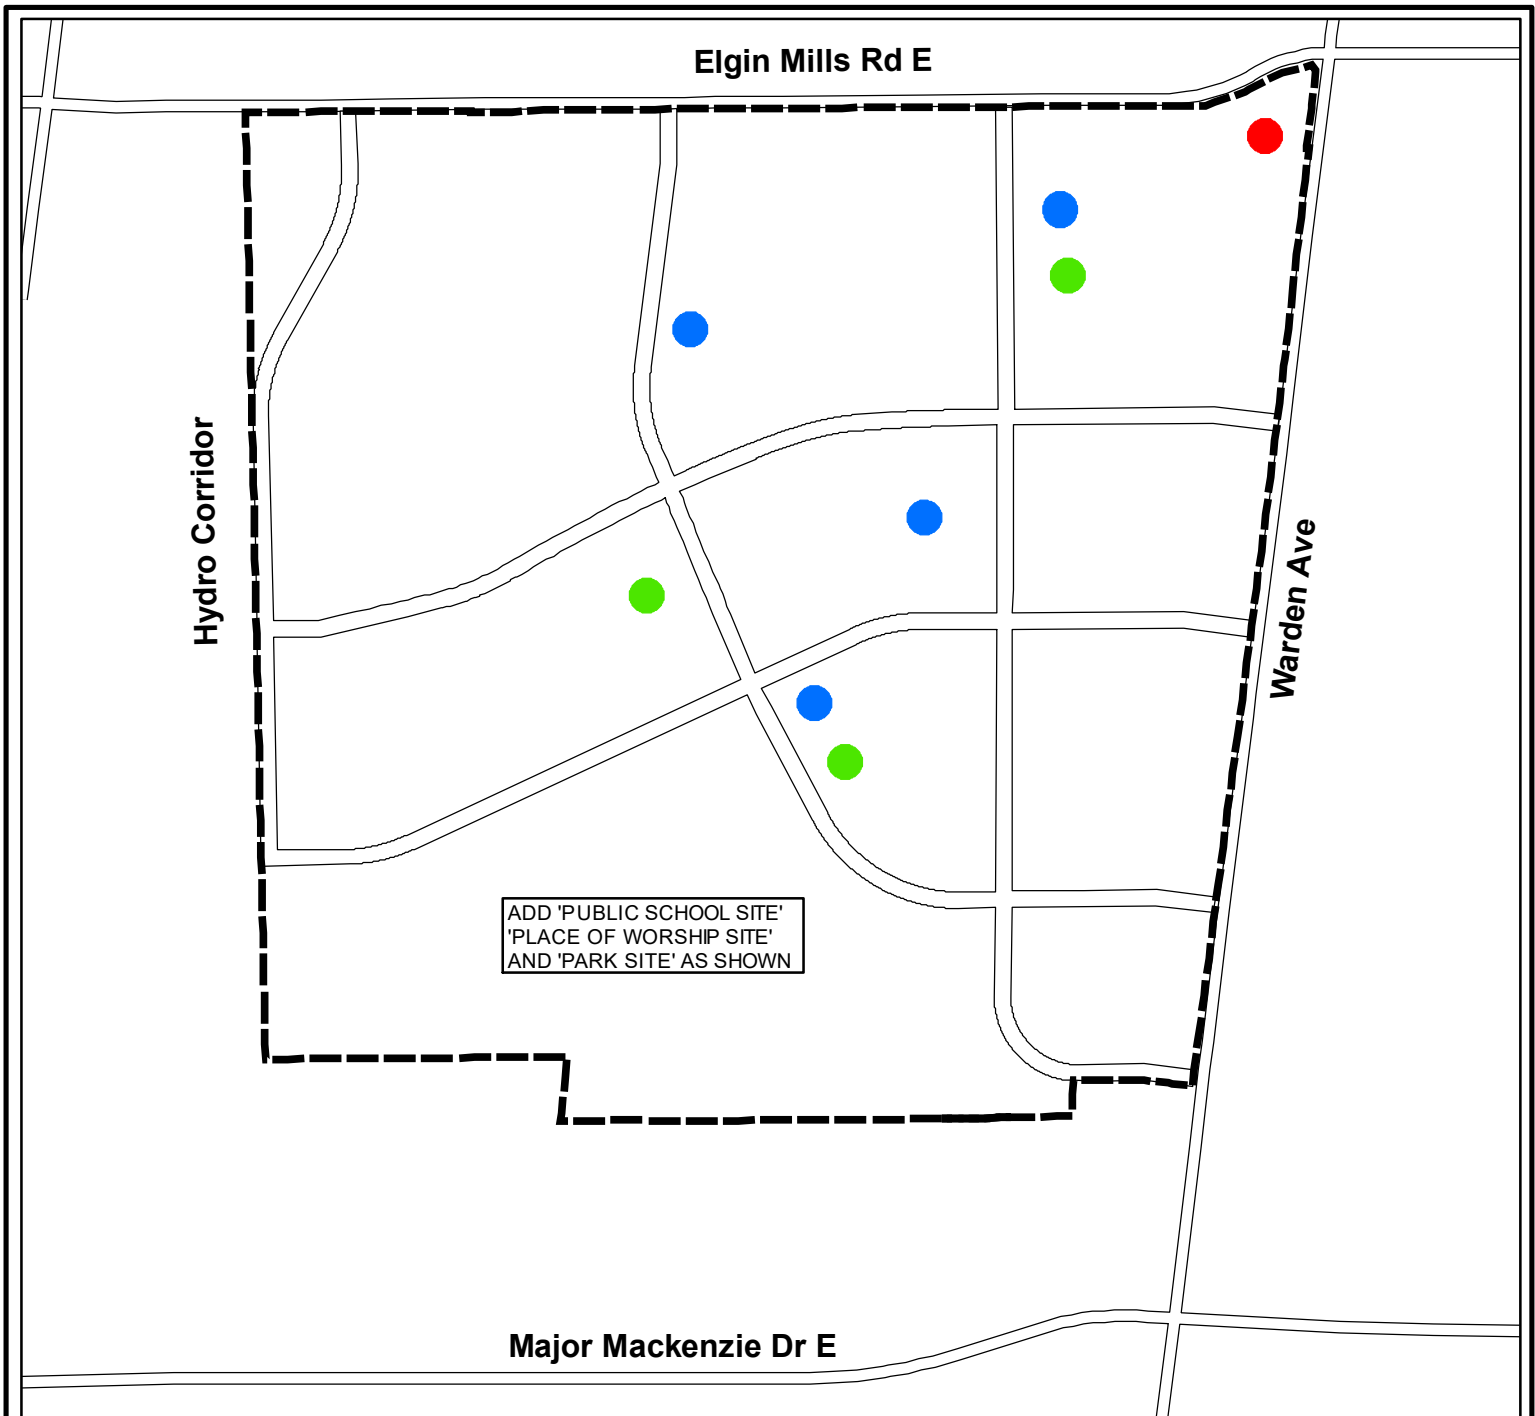 Elgin Mills Rd E
Hydro Corridor
Warden Ave
ADD 'PUBLIC SCHOOL SITE'
'PLACE OF WORSHIP SITE'
AND 'PARK SITE' AS SHOWN
Major Mackenzie Dr E